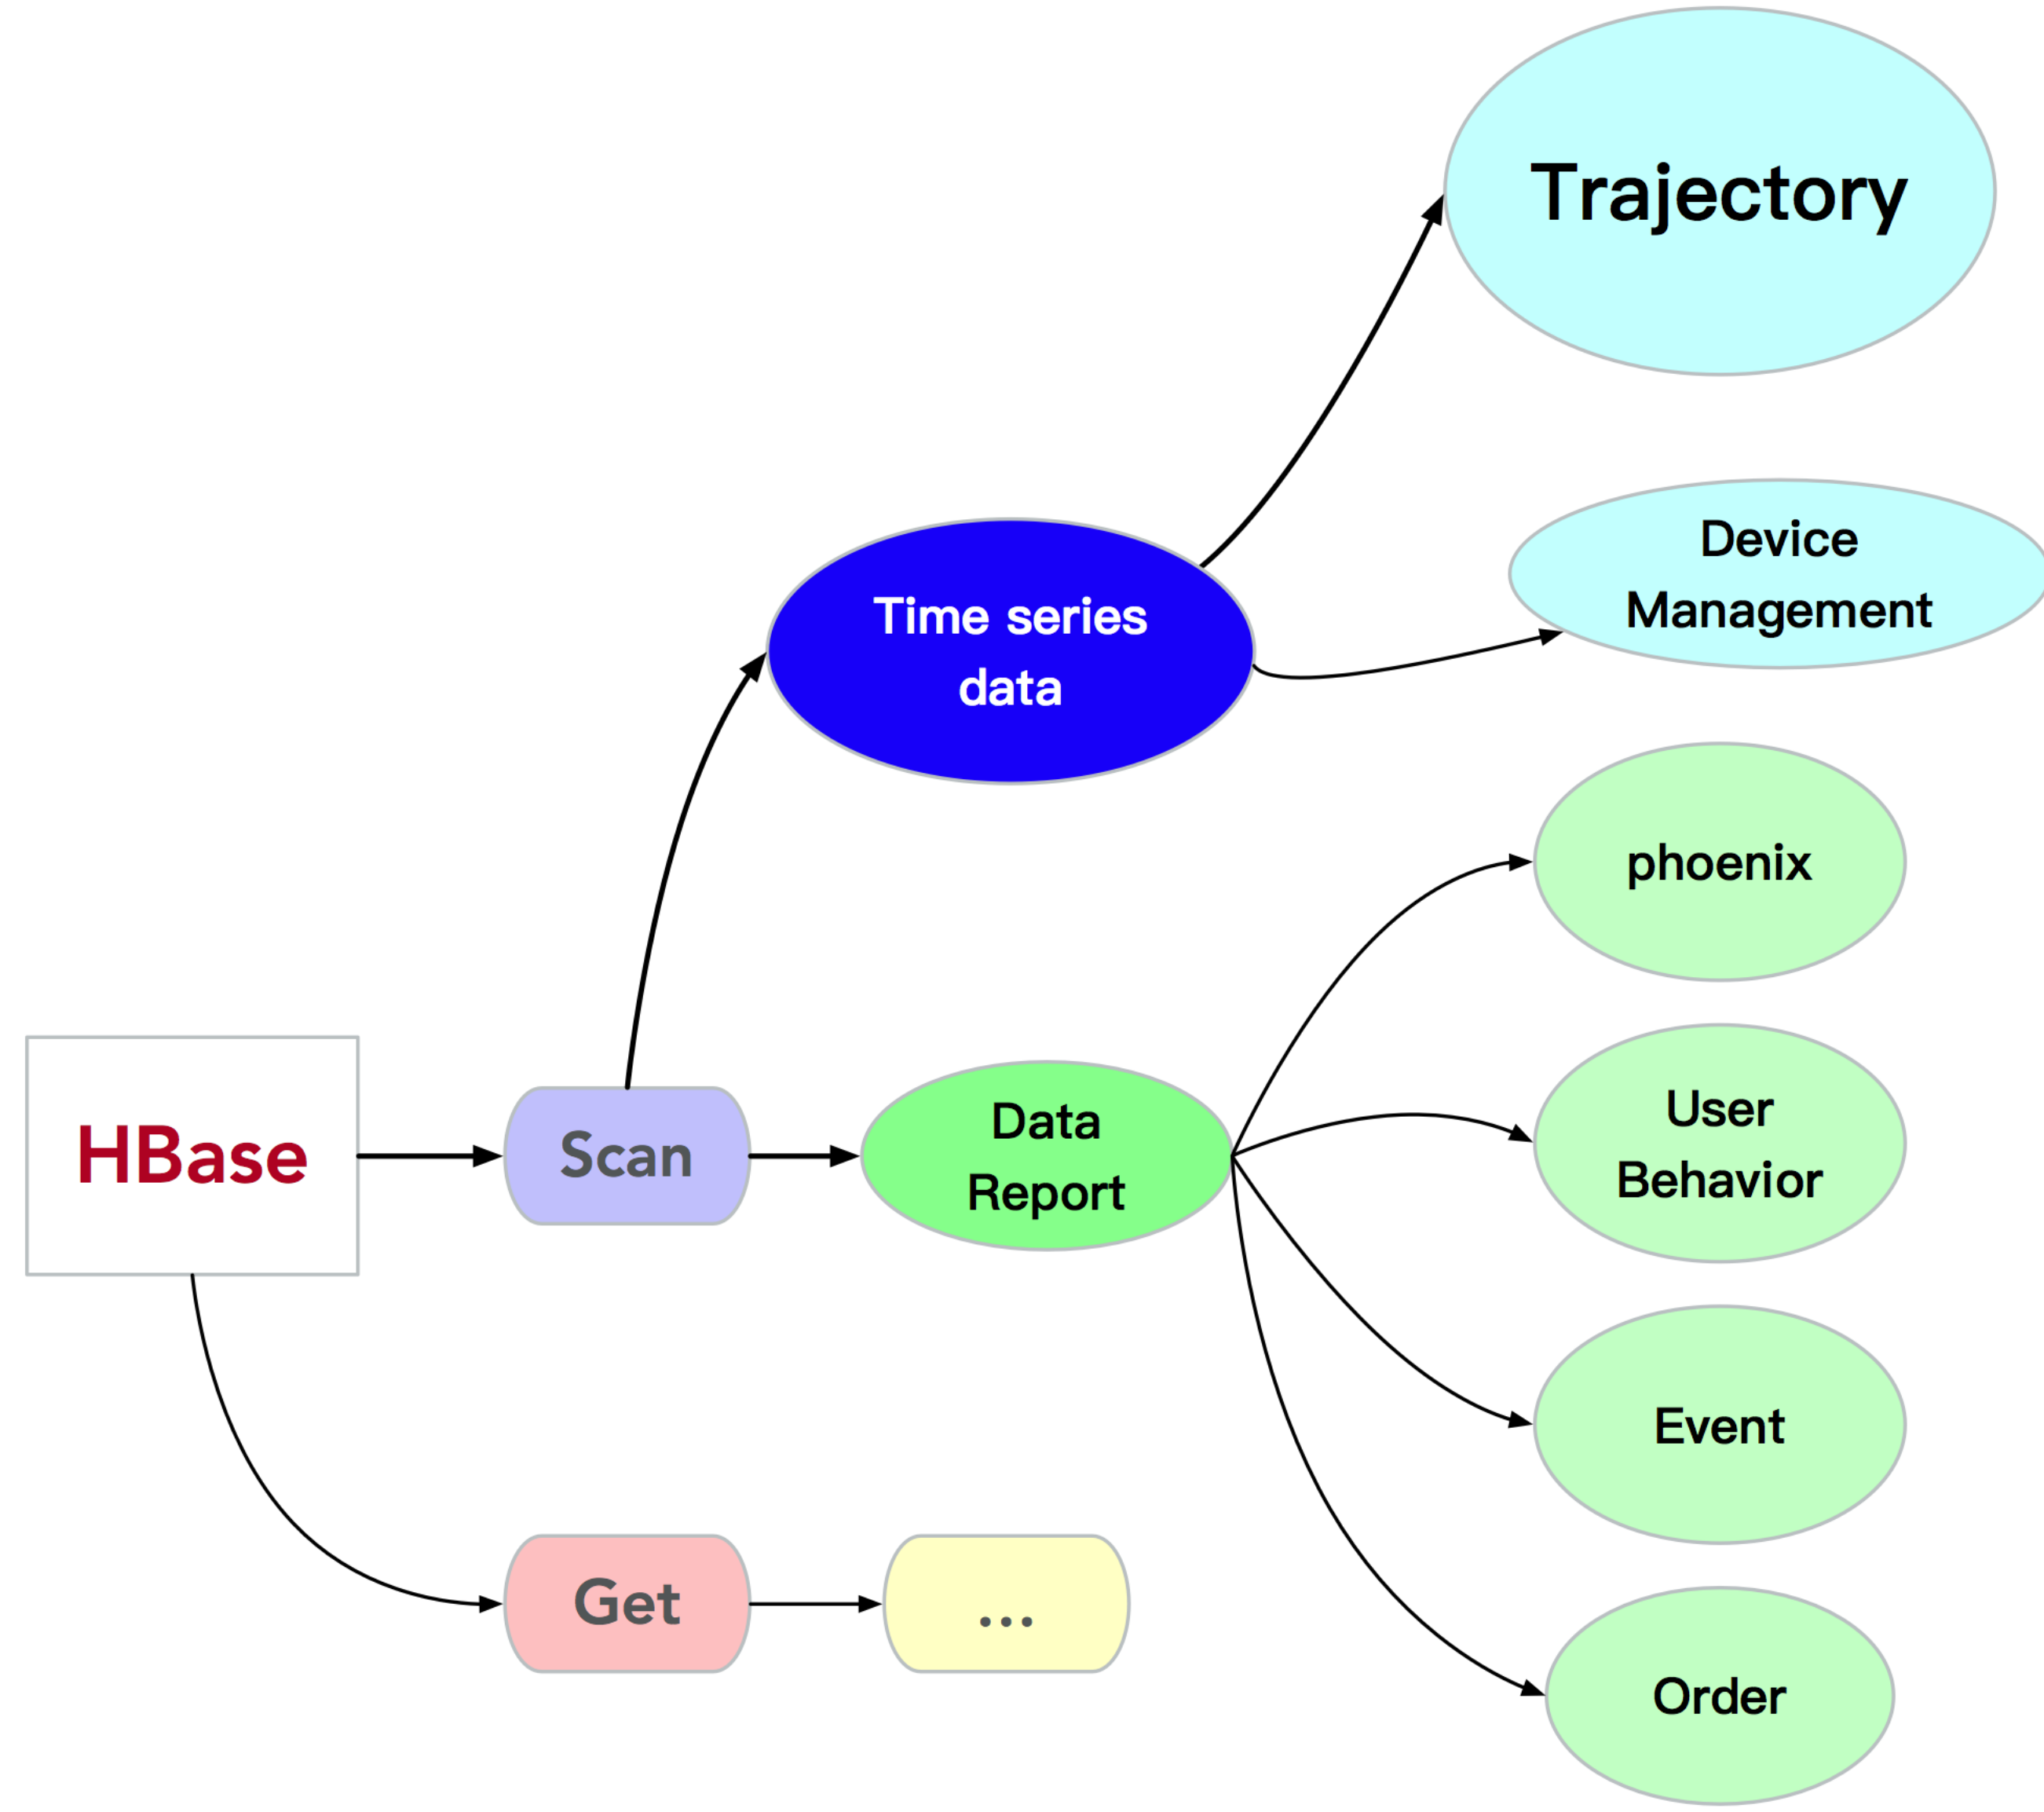 Trajectory
Device
Management
Time series
data
phoenix
HBase
Scan
Data
Report
User
Behavior
Event
Get
...
Order